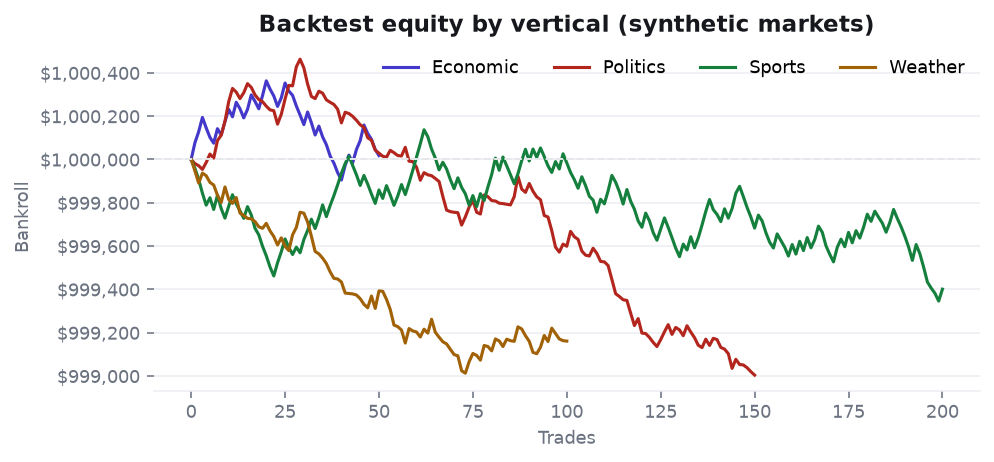 Backtest equity by vertical (synthetic markets)
Economic Politics Sports Weather
$1,000,400
$1,000,200
$1,000,000
$999,800
$999,600
$999,400
$999,200
$999,000
Bankroll
0 25 50 75 100 125 150 175 200
Trades